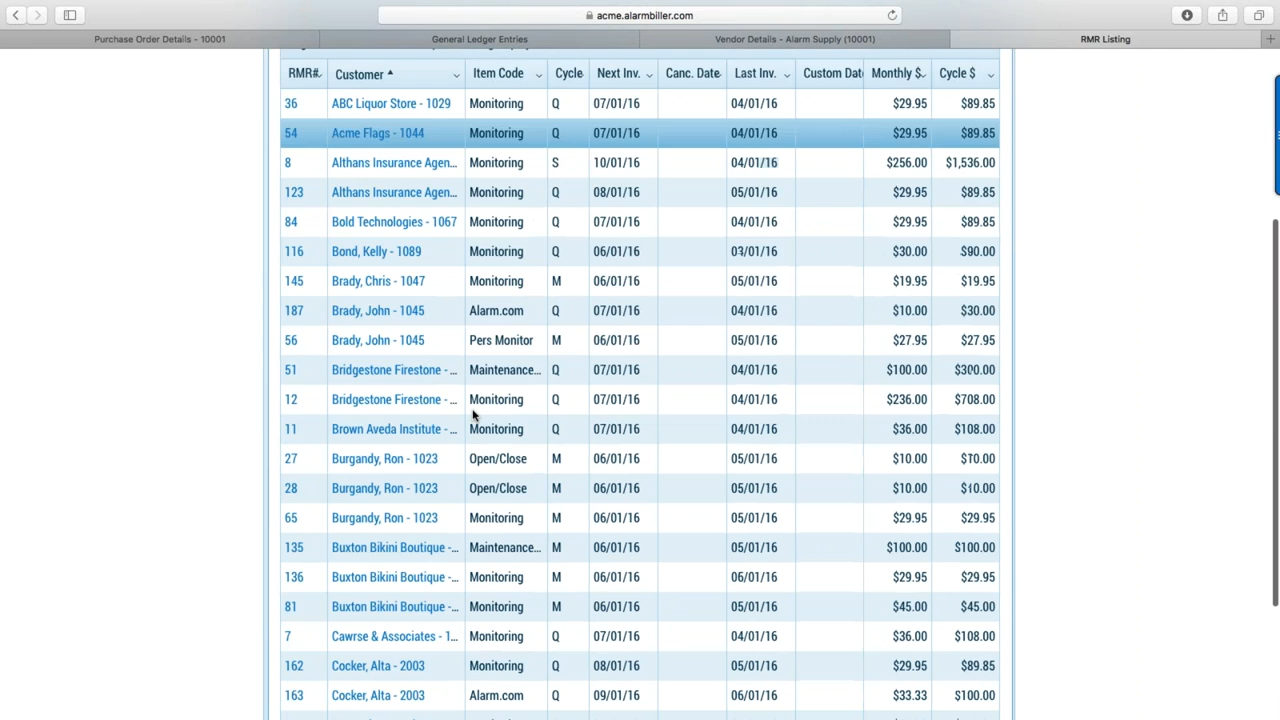 acme.alarmbiller.com
Purchase Order Details - 10001 General Ledger Entries Vendor Details - Alarm Supply (10001) RMR Listing
RMR# Customer Item Code Cycle Next Inv. Canc. Date Last Inv. Custom Date Monthly $ Cycle $
36 ABC Liquor Store - 1029 Monitoring Q 07/01/16 04/01/16 $29.95 $89.85
54 Acme Flags - 1044 Monitoring Q 07/01/16 04/01/16 $29.95 $89.85
8 Althans Insurance Agen... Monitoring S 10/01/16 04/01/16 $256.00 $1,536.00
123 Althans Insurance Agen... Monitoring Q 08/01/16 05/01/16 $29.95 $89.85
84 Bold Technologies - 1067 Monitoring Q 07/01/16 04/01/16 $29.95 $89.85
116 Bond, Kelly - 1089 Monitoring Q 06/01/16 03/01/16 $30.00 $90.00
145 Brady, Chris - 1047 Monitoring M 06/01/16 05/01/16 $19.95 $19.95
187 Brady, John - 1045 Alarm.com Q 07/01/16 04/01/16 $10.00 $30.00
56 Brady, John - 1045 Pers Monitor M 06/01/16 05/01/16 $27.95 $27.95
51 Bridgestone Firestone - ... Maintenance... Q 07/01/16 04/01/16 $100.00 $300.00
12 Bridgestone Firestone - ... Monitoring Q 07/01/16 04/01/16 $236.00 $708.00
11 Brown Aveda Institute - ... Monitoring Q 07/01/16 04/01/16 $36.00 $108.00
27 Burgandy, Ron - 1023 Open/Close M 06/01/16 05/01/16 $10.00 $10.00
28 Burgandy, Ron - 1023 Open/Close M 06/01/16 05/01/16 $10.00 $10.00
65 Burgandy, Ron - 1023 Monitoring M 06/01/16 05/01/16 $29.95 $29.95
135 Buxton Bikini Boutique -... Maintenance... M 06/01/16 05/01/16 $100.00 $100.00
136 Buxton Bikini Boutique -... Monitoring M 06/01/16 06/01/16 $29.95 $29.95
81 Buxton Bikini Boutique -... Monitoring M 06/01/16 05/01/16 $45.00 $45.00
7 Cawrse & Associates - 1... Monitoring Q 07/01/16 04/01/16 $36.00 $108.00
162 Cocker, Alta - 2003 Monitoring Q 08/01/16 05/01/16 $29.95 $89.85
163 Cocker, Alta - 2003 Alarm.com Q 09/01/16 06/01/16 $33.33 $100.00